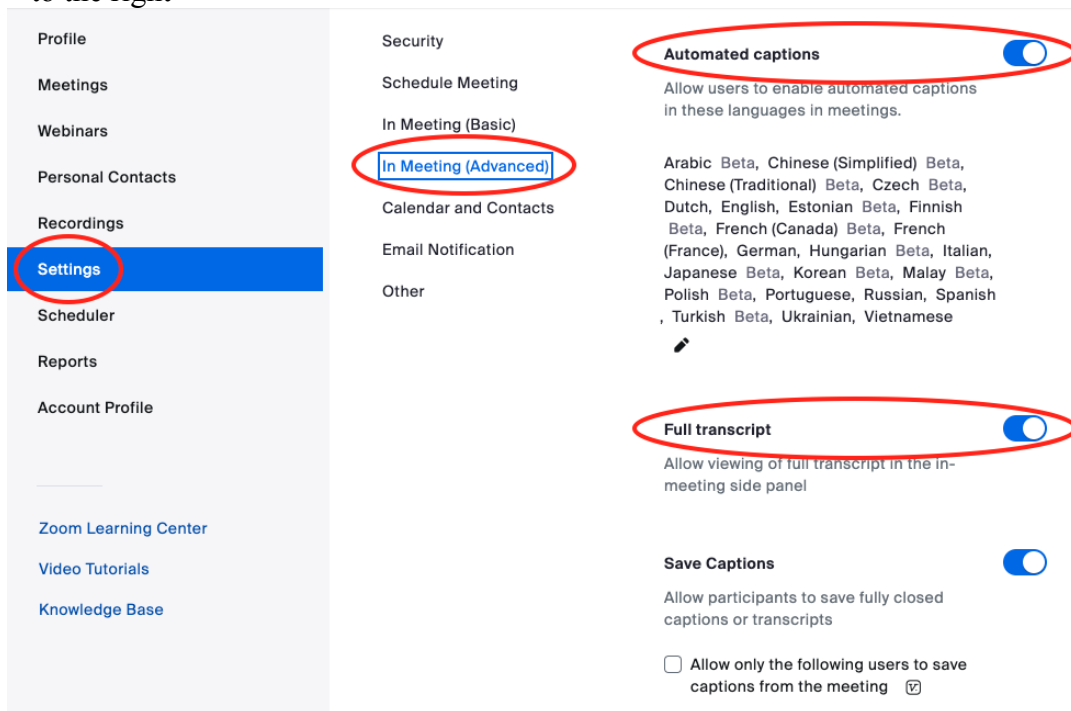 to the right
Profile
Meetings
Webinars
Personal Contacts
Recordings
Settings
Scheduler
Reports
Account Profile
Zoom Learning Center
Video Tutorials
Knowledge Base
Security
Schedule Meeting
In Meeting (Basic)
In Meeting (Advanced)
Calendar and Contacts
Email Notification
Other
Automated captions
Allow users to enable automated captions
in these languages in meetings.
Arabic Beta, Chinese (Simplified) Beta,
Chinese (Traditional) Beta, Czech Beta,
Dutch, English, Estonian Beta, Finnish
Beta, French (Canada) Beta, French
(France), German, Hungarian Beta, Italian,
Japanese Beta, Korean Beta, Malay Beta,
Polish Beta, Portuguese, Russian, Spanish
, Turkish Beta, Ukrainian, Vietnamese
Full transcript
Allow viewing of full transcript in the in-
meeting side panel
Save Captions
Allow participants to save fully closed
captions or transcripts
Allow only the following users to save
captions from the meeting